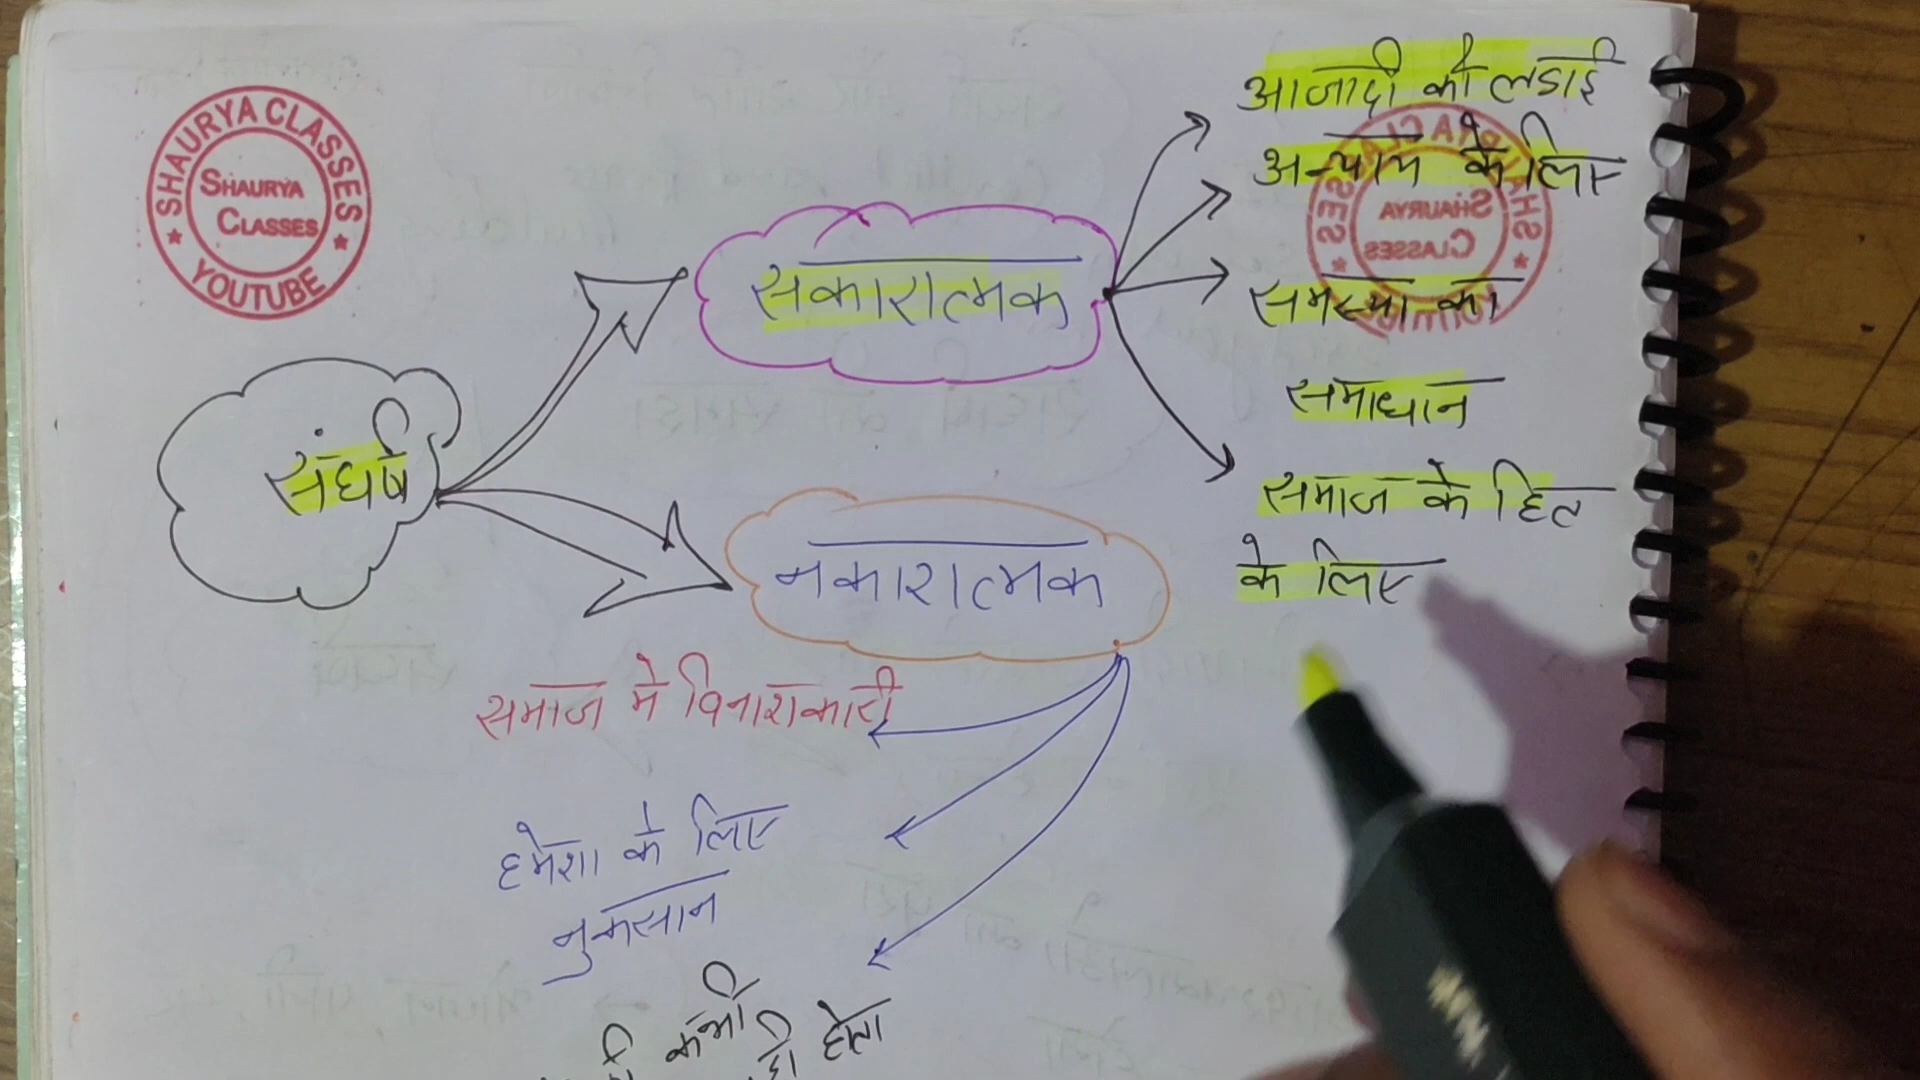 SHAURYA CLASSES
SHAURYA
CLASSES
YOUTUBE
संघर्ष
सकारात्मक
आजादी की लडाई
अन्याय के लिए
समस्या का
समाधान
समाज के हित
के लिए
नकारात्मक
समाज मे विनाशकारी
हमेशा के लिए
नुकसान
कभी
होता